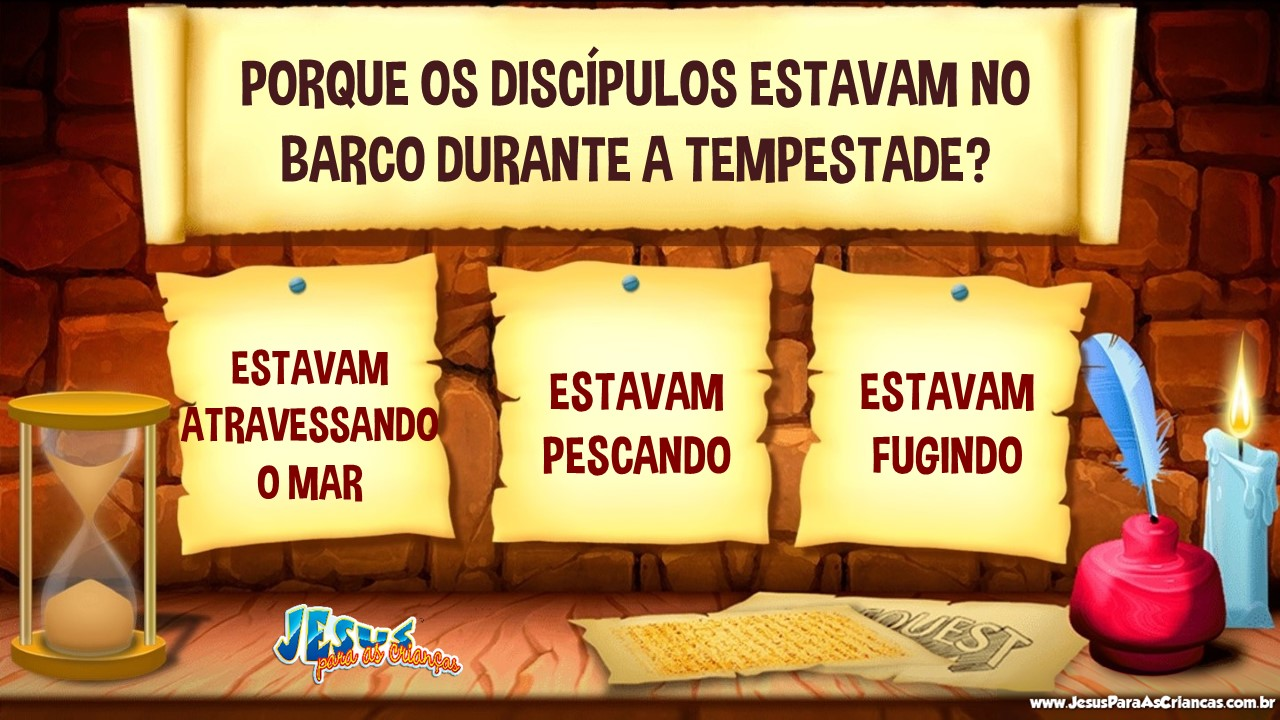 PORQUE OS DISCÍPULOS ESTAVAM NO
BARCO DURANTE A TEMPESTADE?
ESTAVAM
ATRAVESSANDO
O MAR
ESTAVAM
PESCANDO
ESTAVAM
FUGINDO
JESUS
para as crianças
QUEST
www.JesusParaAsCriancas.com.br